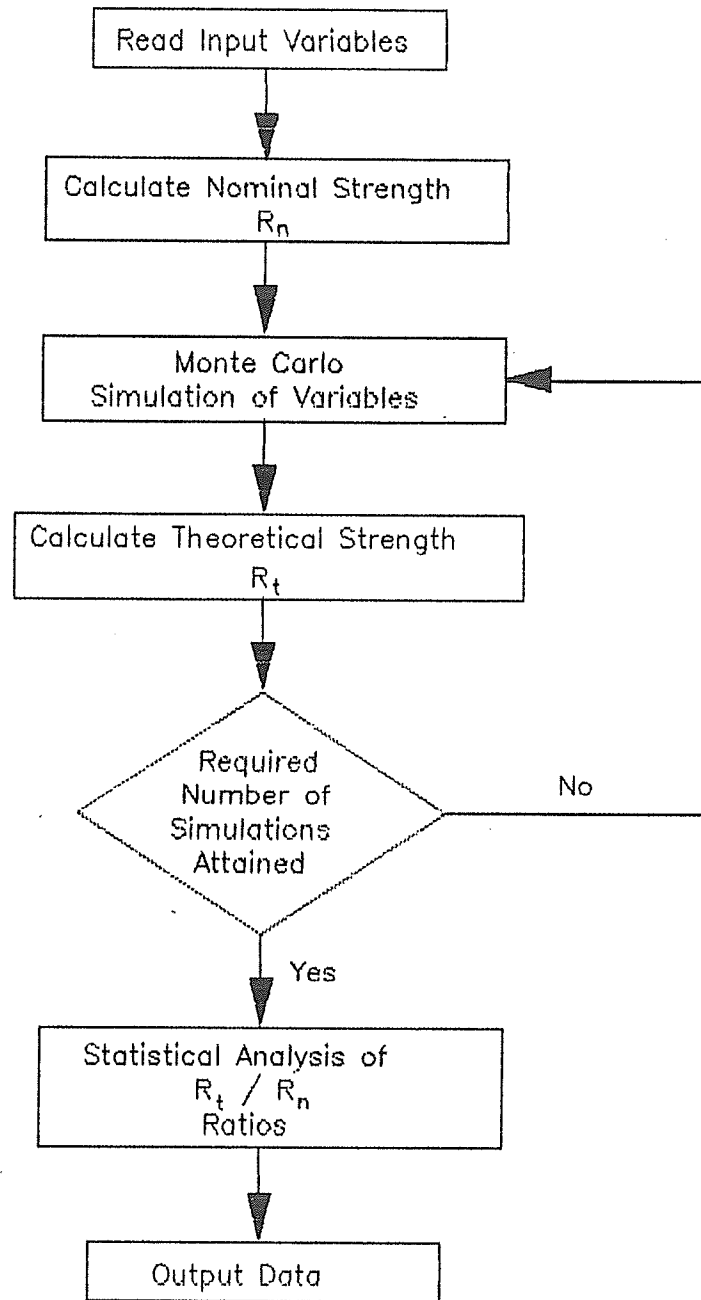 Read Input Variables
Calculate Nominal Strength
Rn
Monte Carlo
Simulation of Variables
Calculate Theoretical Strength
Rt
Required
Number of
Simulations
Attained
No
Yes
Statistical Analysis of
Rt / Rn
Ratios
Output Data